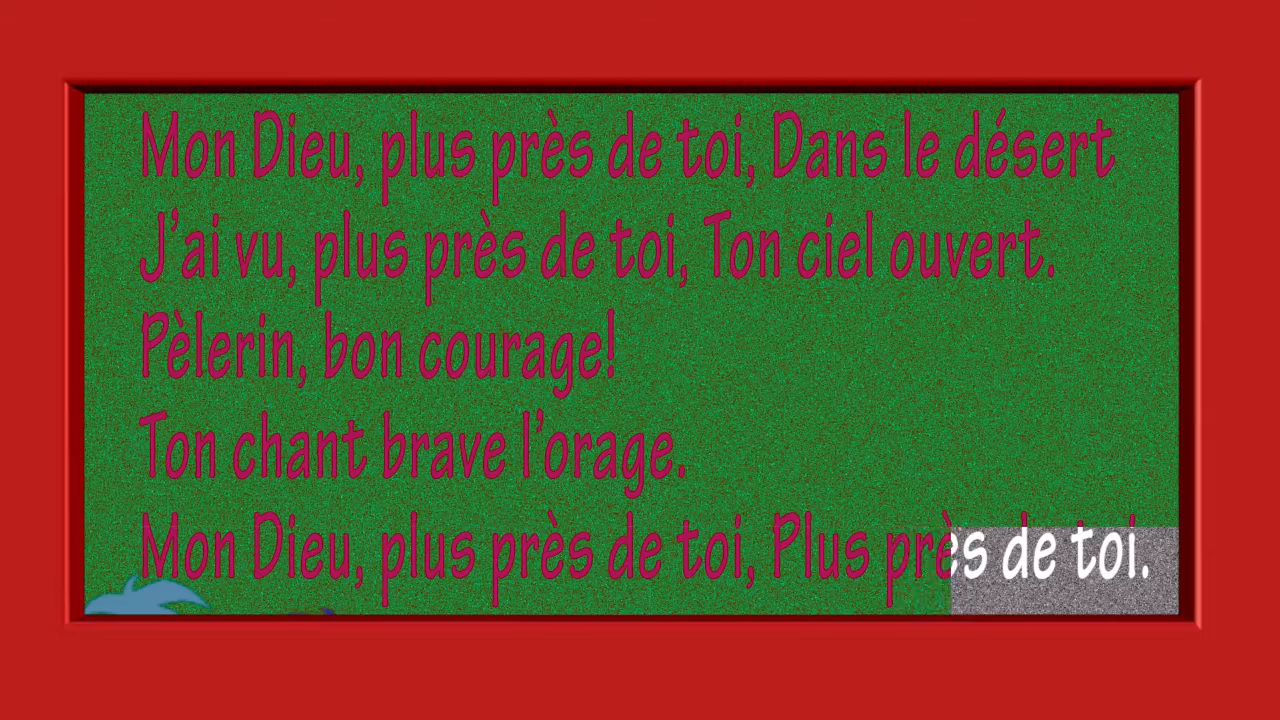 Mon Dieu, plus près de toi, Dans le désert
J’ai vu, plus près de toi, Ton ciel ouvert.
Pèlerin, bon courage!
Ton chant brave l’orage.
Mon Dieu, plus près de toi, Plus près de toi.